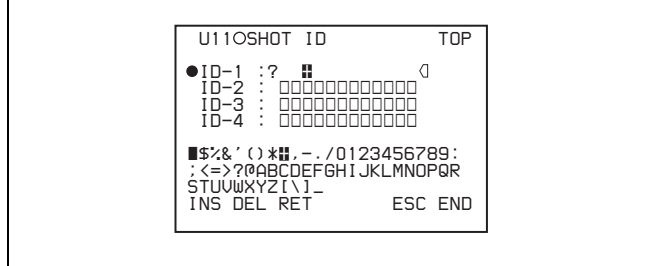 U11○SHOT ID TOP
●ID-1 :? ▪ ◁
ID-2 : □□□□□□□□□□□□
ID-3 : □□□□□□□□□□□□
ID-4 : □□□□□□□□□□□□
■$%&'()*▪,-./0123456789:
;<=>?@ABCDEFGHIJKLMNOPQR
STUVWXYZ[\]_
INS DEL RET ESC END